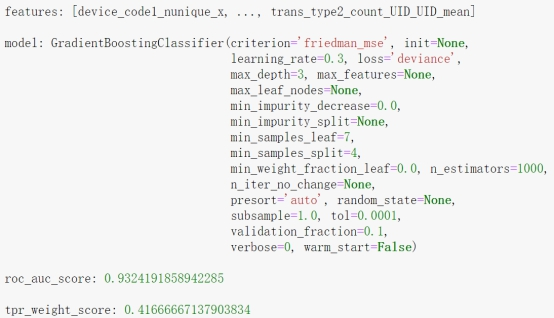 features: [device_code1_nunique_x, ..., trans_type2_count_UID_UID_mean]
model: GradientBoostingClassifier(criterion='friedman_mse', init=None,
learning_rate=0.3, loss='deviance',
max_depth=3, max_features=None,
max_leaf_nodes=None,
min_impurity_decrease=0.0,
min_impurity_split=None,
min_samples_leaf=7,
min_samples_split=4,
min_weight_fraction_leaf=0.0, n_estimators=1000,
n_iter_no_change=None,
presort='auto', random_state=None,
subsample=1.0, tol=0.0001,
validation_fraction=0.1,
verbose=0, warm_start=False)
roc_auc_score: 0.9324191858942285
tpr_weight_score: 0.41666667137903834